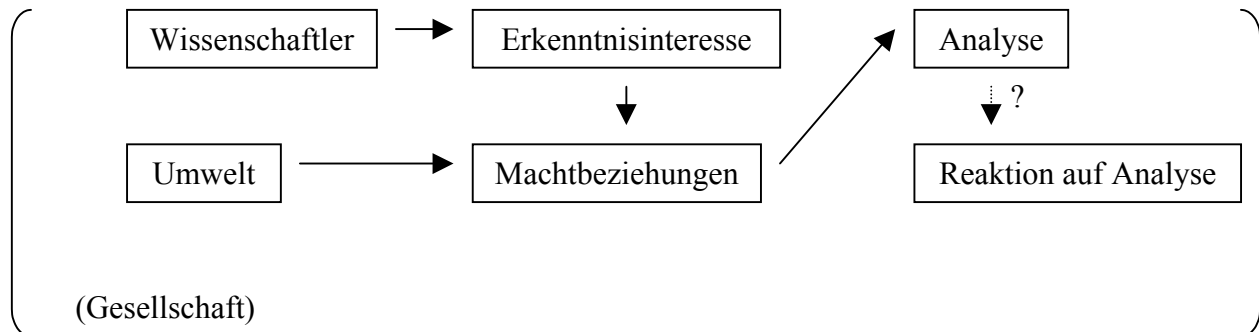 Wissenschaftler
Erkenntnisinteresse
Analyse
?
Umwelt
Machtbeziehungen
Reaktion auf Analyse
(Gesellschaft)